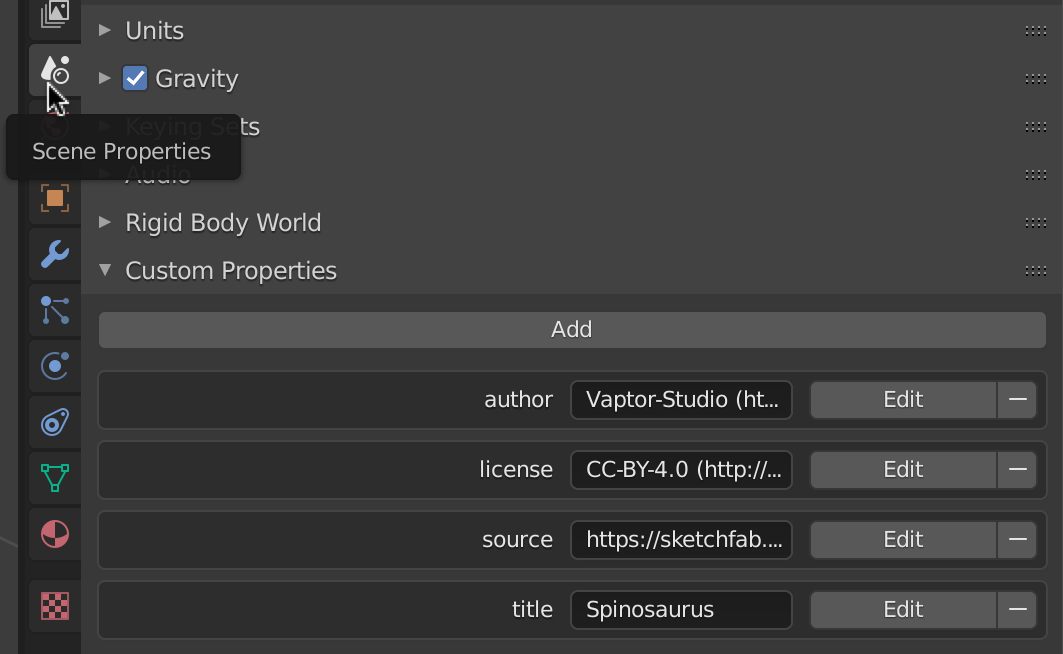 Units
Gravity
Keying Sets
Scene Properties
Audio
Rigid Body World
Custom Properties
Add
author Vaptor-Studio (ht... Edit
license CC-BY-4.0 (http://... Edit
source https://sketchfab.... Edit
title Spinosaurus Edit